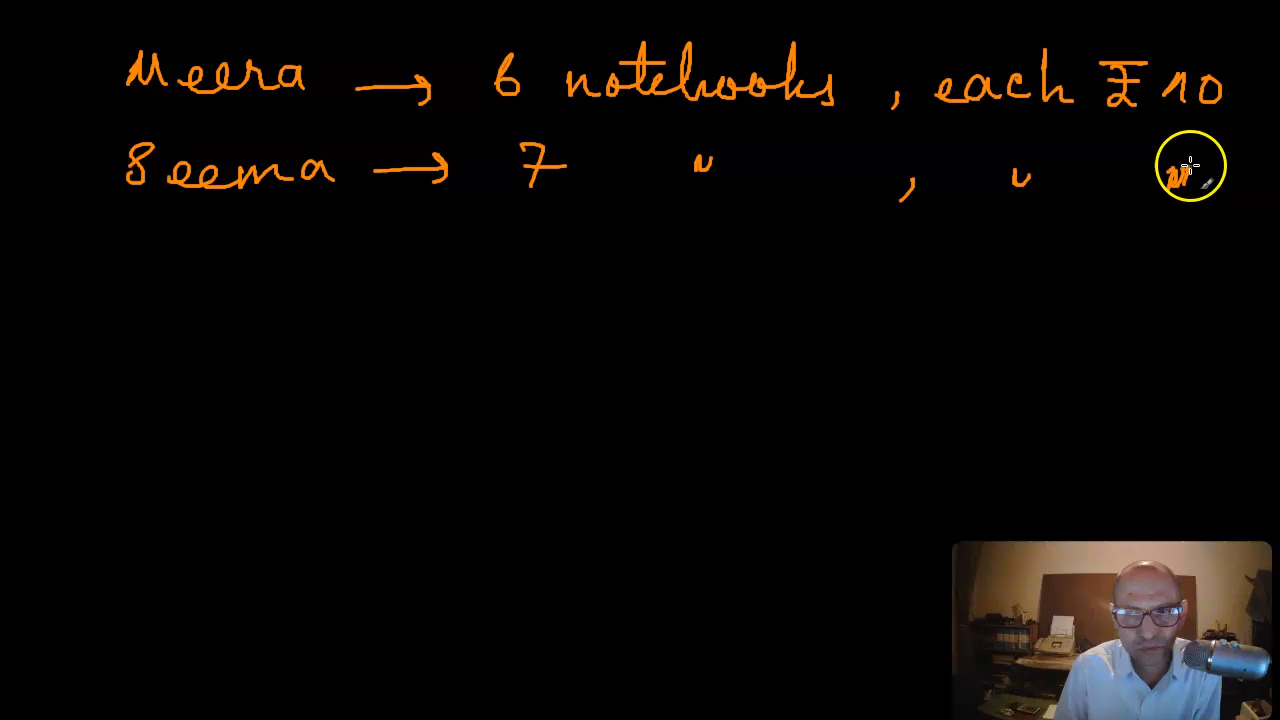 Meera → 6 notebooks, each ₹ 10
Seema → 7 " , " "